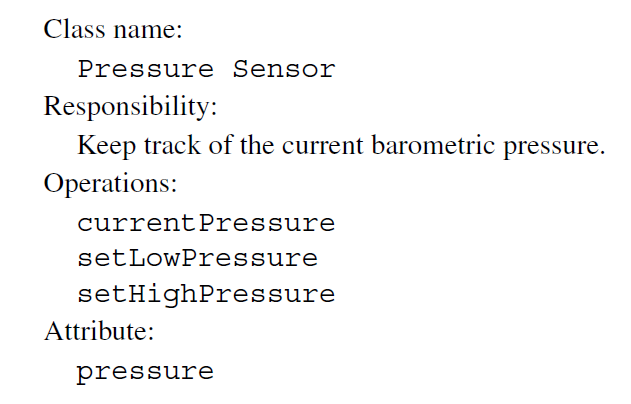 Class name:
Pressure Sensor
Responsibility:
Keep track of the current barometric pressure.
Operations:
currentPressure
setLowPressure
setHighPressure
Attribute:
pressure